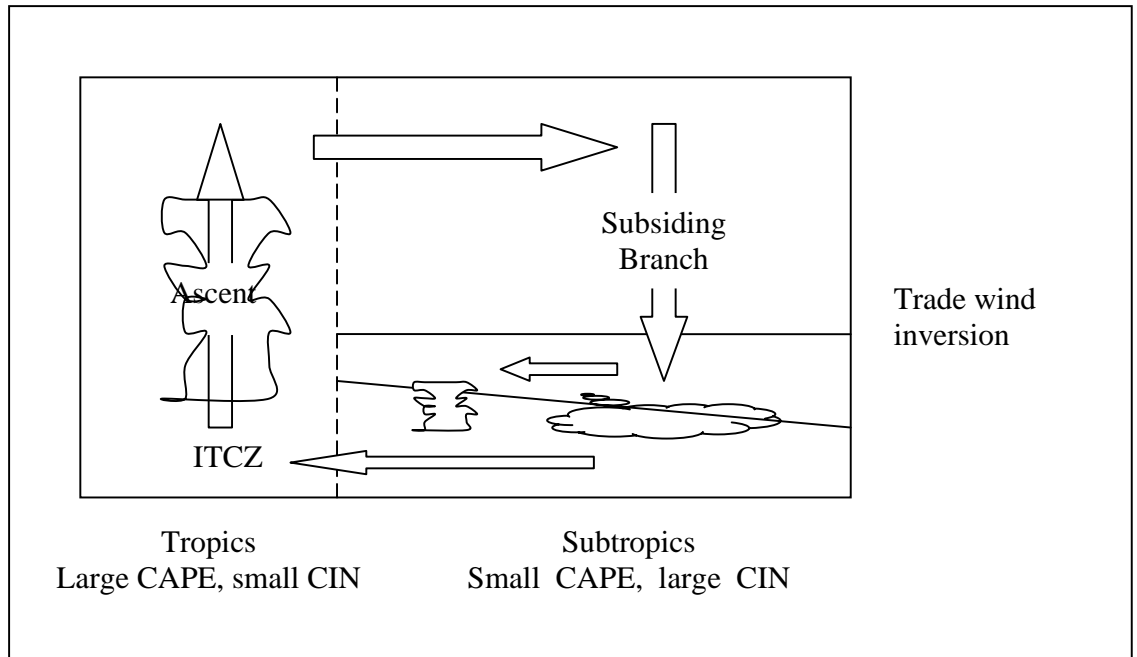 Subsiding
Branch
Ascent
Trade wind
inversion
ITCZ
Tropics
Large CAPE, small CIN
Subtropics
Small CAPE, large CIN